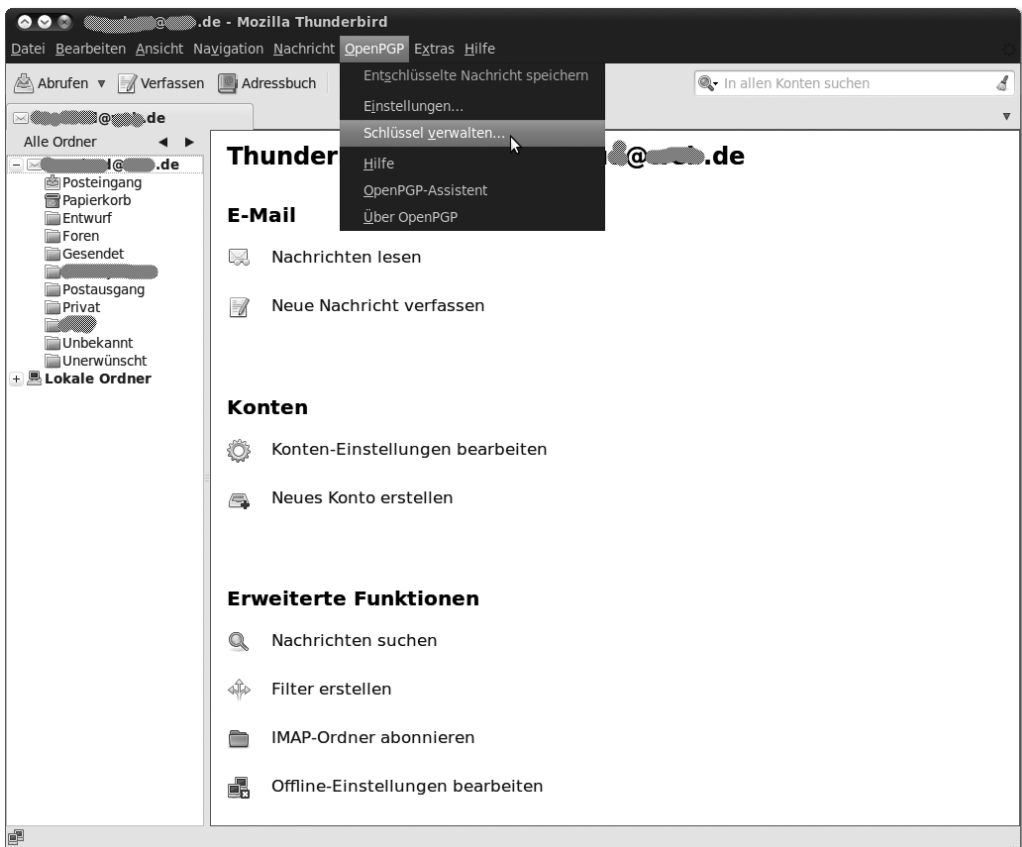 @ .de - Mozilla Thunderbird
Datei Bearbeiten Ansicht Navigation Nachricht OpenPGP Extras Hilfe
Abrufen Verfassen Adressbuch In allen Konten suchen
@ .de
Alle Ordner
@ .de
Posteingang
Papierkorb
Entwurf
Foren
Gesendet
Postausgang
Privat
Unbekannt
Unerwünscht
Lokale Ordner
Entschlüsselte Nachricht speichern
Einstellungen...
Schlüssel verwalten...
Hilfe
OpenPGP-Assistent
Über OpenPGP
Thunder @ .de
E-Mail
Nachrichten lesen
Neue Nachricht verfassen
Konten
Konten-Einstellungen bearbeiten
Neues Konto erstellen
Erweiterte Funktionen
Nachrichten suchen
Filter erstellen
IMAP-Ordner abonnieren
Offline-Einstellungen bearbeiten